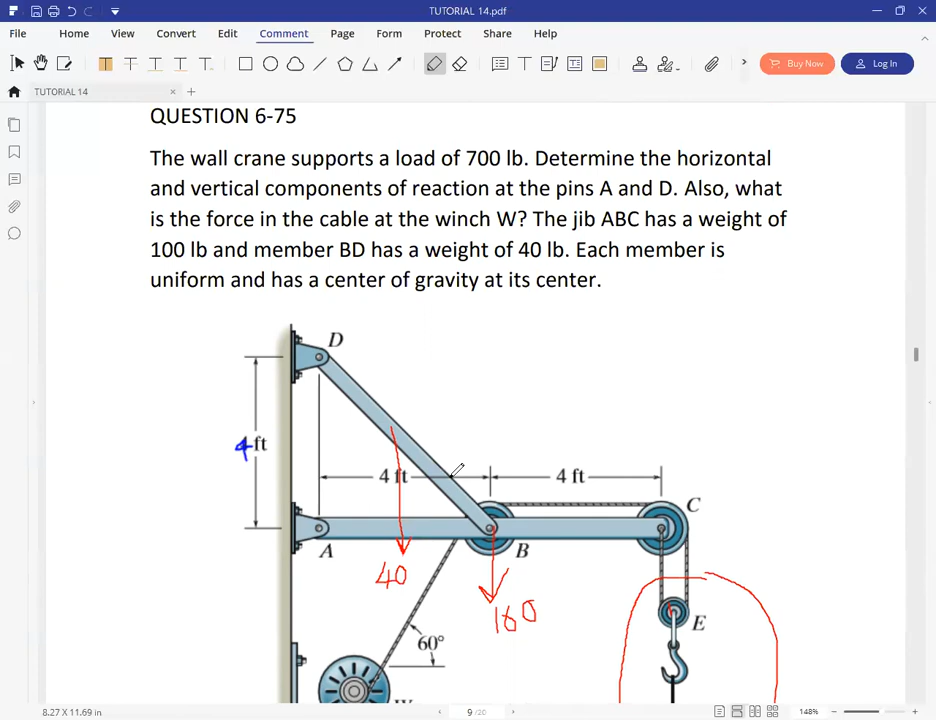 TUTORIAL 14.pdf
File Home View Convert Edit Comment Page Form Protect Share Help
Buy Now Log In
TUTORIAL 14
QUESTION 6-75
The wall crane supports a load of 700 lb. Determine the horizontal
and vertical components of reaction at the pins A and D. Also, what
is the force in the cable at the winch W? The jib ABC has a weight of
100 lb and member BD has a weight of 40 lb. Each member is
uniform and has a center of gravity at its center.
D
4 ft
4 ft 4 ft
C
A B
40
160
E
60°
8.27 X 11.69 in 9 /20 148%